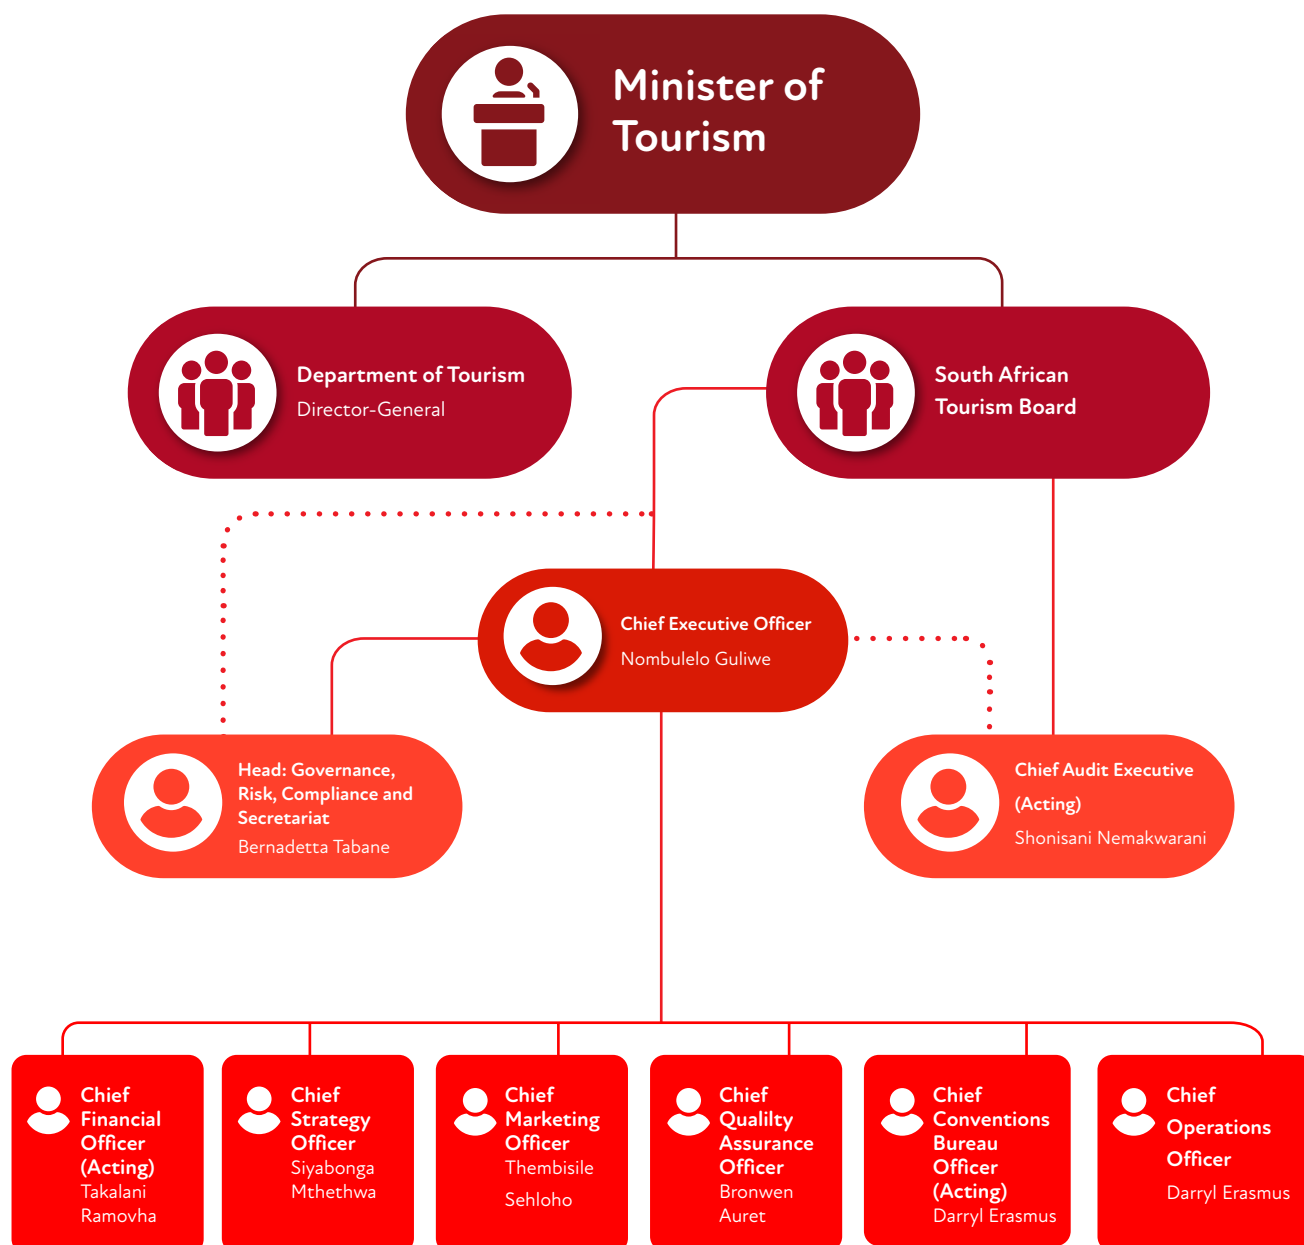 Minister of
Tourism
Department of Tourism
Director-General
South African
Tourism Board
Chief Executive Officer
Nombulelo Guliwe
Head: Governance,
Risk, Compliance and
Secretariat
Bernadetta Tabane
Chief Audit Executive
(Acting)
Shonisani Nemakwarani
Chief
Financial
Officer
(Acting)
Takalani
Ramovha
Chief
Strategy
Officer
Siyabonga
Mthethwa
Chief
Marketing
Officer
Thembisile
Sehloho
Chief
Qualilty
Assurance
Officer
Bronwen
Auret
Chief
Conventions
Bureau
Officer
(Acting)
Darryl Erasmus
Chief
Operations
Officer
Darryl Erasmus